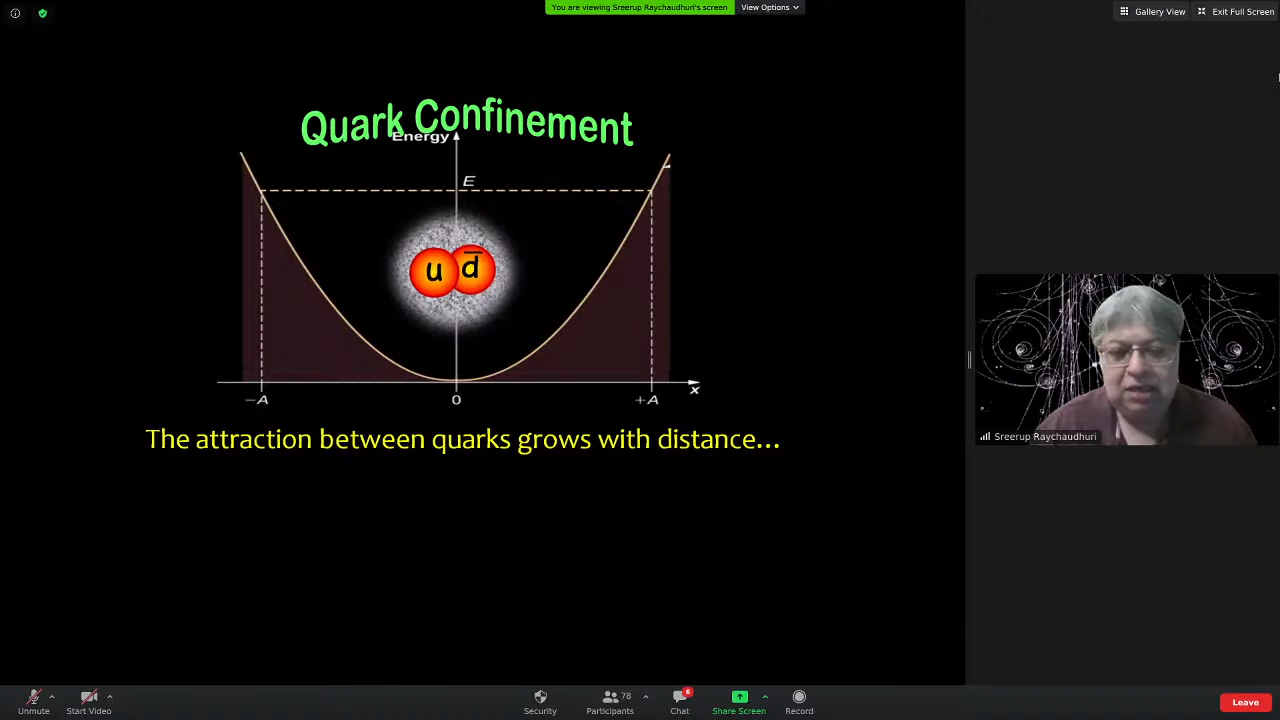 You are viewing Sreerup Raychaudhuri's screen
View Options
Gallery View
Exit Full Screen
Quark Confinement
Energy
E
u
d̅
−A
0
+A
x
The attraction between quarks grows with distance...
Sreerup Raychaudhuri
Unmute
Start Video
Security
Participants
78
Chat
6
Share Screen
Record
Leave